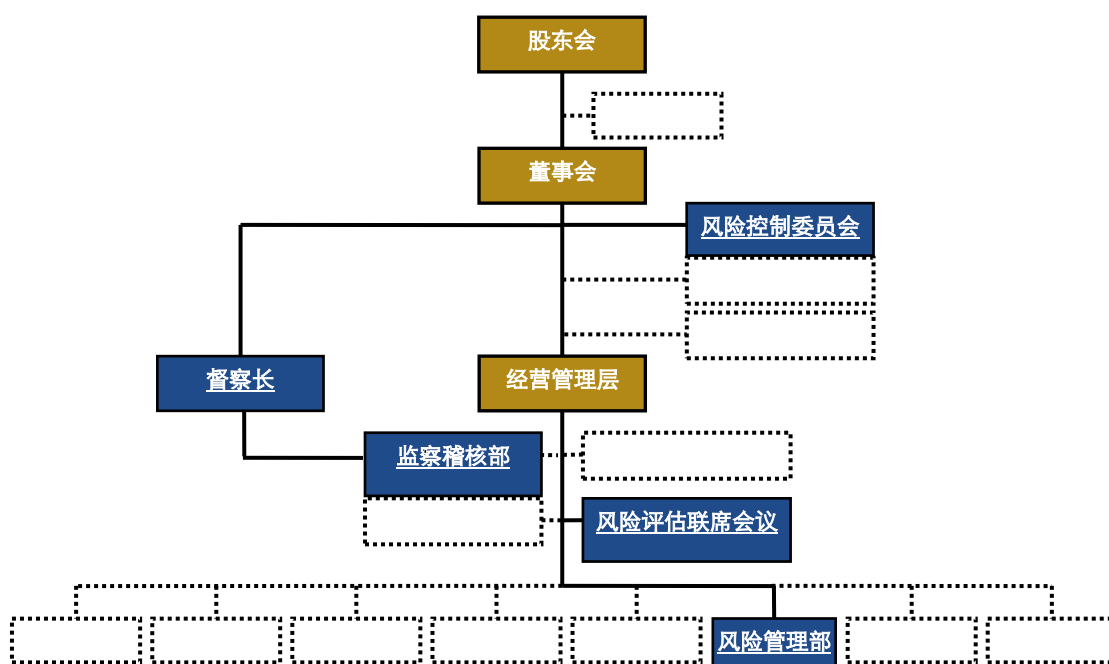 股东会
董事会
风险控制委员会
督察长
经营管理层
监察稽核部
风险评估联席会议
风险管理部